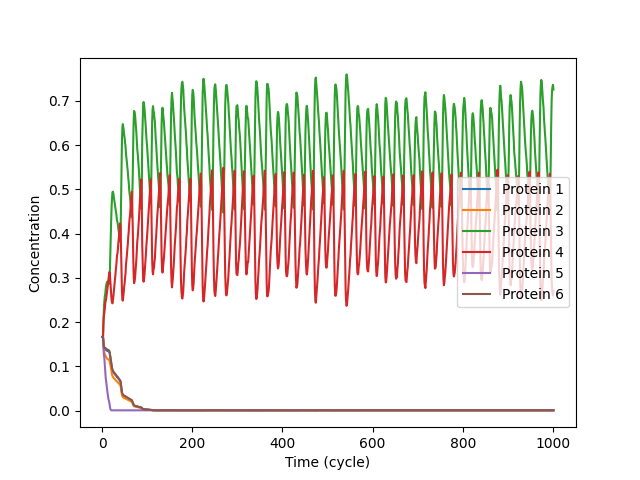 0.7
0.6
0.5
0.4
0.3
0.2
0.1
0.0
Concentration
Protein 1
Protein 2
Protein 3
Protein 4
Protein 5
Protein 6
0 200 400 600 800 1000
Time (cycle)